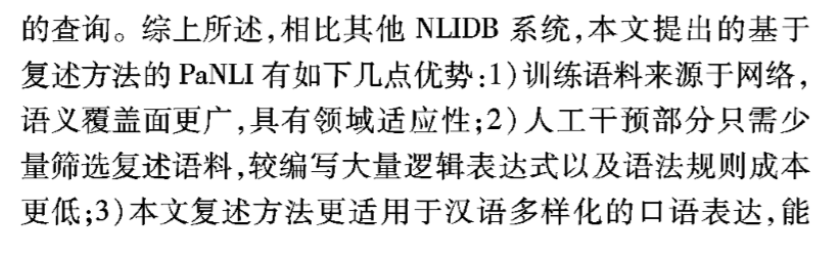 的查询。综上所述,相比其他 NLIDB 系统,本文提出的基于
复述方法的 PaNLI 有如下几点优势:1)训练语料来源于网络,
语义覆盖面更广,具有领域适应性;2)人工干预部分只需少
量筛选复述语料,较编写大量逻辑表达式以及语法规则成本
更低;3)本文复述方法更适用于汉语多样化的口语表达,能